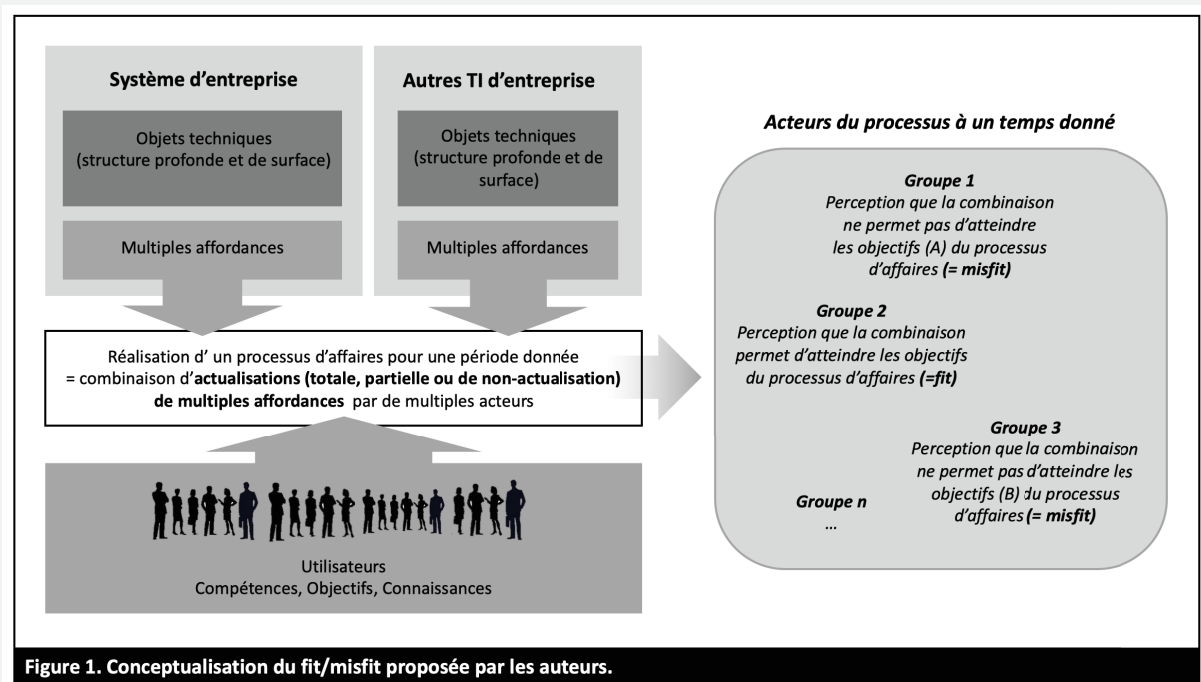 Système d'entreprise
Objets techniques
(structure profonde et de surface)
Multiples affordances
Autres TI d'entreprise
Objets techniques
(structure profonde et de
surface)
Multiples affordances
Réalisation d' un processus d'affaires pour une période donnée
= combinaison d'actualisations (totale, partielle ou de non-actualisation)
de multiples affordances par de multiples acteurs
Utilisateurs
Compétences, Objectifs, Connaissances
Acteurs du processus à un temps donné
Groupe 1
Perception que la combinaison
ne permet pas d'atteindre
les objectifs (A) du processus
d'affaires (= misfit)
Groupe 2
Perception que la combinaison
permet d'atteindre les objectifs
du processus d'affaires (=fit)
Groupe 3
Perception que la combinaison
ne permet pas d'atteindre les
objectifs (B) du processus
d'affaires (= misfit)
Groupe n
...
Figure 1. Conceptualisation du fit/misfit proposée par les auteurs.